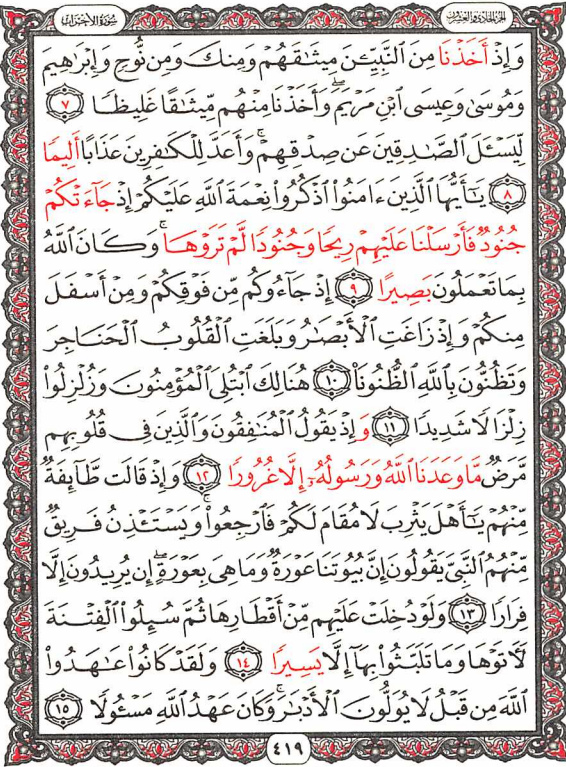 سُورَةُ الأَحْزَابِ
الجزء الحادي والعشرون
وَإِذْ أَخَذْنَا مِنَ ٱلنَّبِيِّـۧنَ مِيثَـٰقَهُمْ وَمِنكَ وَمِن نُّوحٍ وَإِبْرَٰهِيمَ
وَمُوسَىٰ وَعِيسَى ٱبْنِ مَرْيَمَ ۖ وَأَخَذْنَا مِنْهُم مِّيثَـٰقًا غَلِيظًا ٧
لِّيَسْـَٔلَ ٱلصَّـٰدِقِينَ عَن صِدْقِهِمْ ۚ وَأَعَدَّ لِلْكَـٰفِرِينَ عَذَابًا أَلِيمًا
٨ يَـٰٓأَيُّهَا ٱلَّذِينَ ءَامَنُوا۟ ٱذْكُرُوا۟ نِعْمَةَ ٱللَّهِ عَلَيْكُمْ إِذْ جَآءَتْكُمْ
جُنُودٌ فَأَرْسَلْنَا عَلَيْهِمْ رِيحًا وَجُنُودًا لَّمْ تَرَوْهَا ۚ وَكَانَ ٱللَّهُ
بِمَا تَعْمَلُونَ بَصِيرًا ٩ إِذْ جَآءُوكُم مِّن فَوْقِكُمْ وَمِنْ أَسْفَلَ
مِنكُمْ وَإِذْ زَاغَتِ ٱلْأَبْصَـٰرُ وَبَلَغَتِ ٱلْقُلُوبُ ٱلْحَنَاجِرَ
وَتَظُنُّونَ بِٱللَّهِ ٱلظُّنُونَا۠ ١٠ هُنَالِكَ ٱبْتُلِىَ ٱلْمُؤْمِنُونَ وَزُلْزِلُوا۟
زِلْزَالًا شَدِيدًا ١١ وَإِذْ يَقُولُ ٱلْمُنَـٰفِقُونَ وَٱلَّذِينَ فِى قُلُوبِهِم
مَّرَضٌ مَّا وَعَدَنَا ٱللَّهُ وَرَسُولُهُۥٓ إِلَّا غُرُورًا ١٢ وَإِذْ قَالَت طَّآئِفَةٌ
مِّنْهُمْ يَـٰٓأَهْلَ يَثْرِبَ لَا مُقَامَ لَكُمْ فَٱرْجِعُوا۟ ۚ وَيَسْتَـْٔذِنُ فَرِيقٌ
مِّنْهُمُ ٱلنَّبِىَّ يَقُولُونَ إِنَّ بُيُوتَنَا عَوْرَةٌ وَمَا هِىَ بِعَوْرَةٍ ۖ إِن يُرِيدُونَ إِلَّا
فِرَارًا ١٣ وَلَوْ دُخِلَتْ عَلَيْهِم مِّنْ أَقْطَارِهَا ثُمَّ سُئِلُوا۟ ٱلْفِتْنَةَ
لَـَٔاتَوْهَا وَمَا تَلَبَّثُوا۟ بِهَآ إِلَّا يَسِيرًا ١٤ وَلَقَدْ كَانُوا۟ عَـٰهَدُوا۟
ٱللَّهَ مِن قَبْلُ لَا يُوَلُّونَ ٱلْأَدْبَـٰرَ ۚ وَكَانَ عَهْدُ ٱللَّهِ مَسْـُٔولًا ١٥
٤١٩